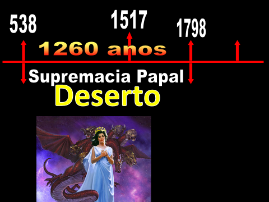 538 1517 1798
1260 anos
Supremacia Papal
Deserto